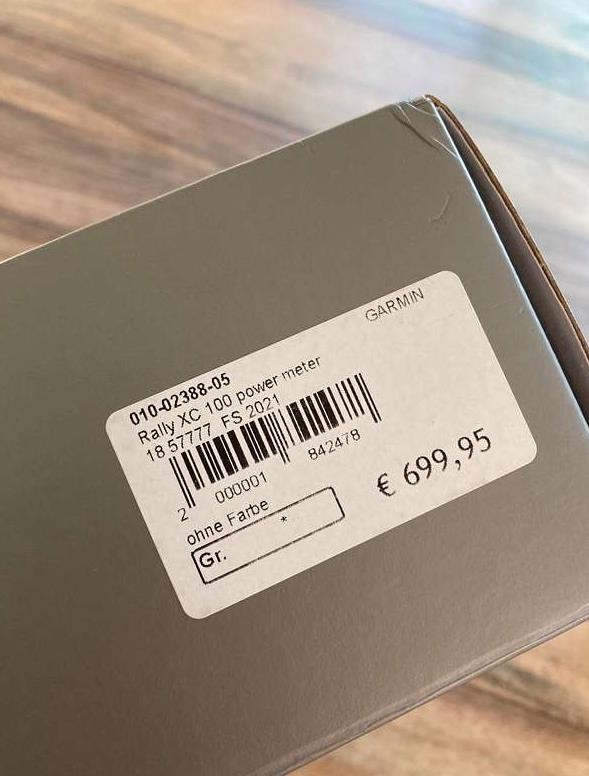 GARMIN
010-02388-05
Rally XC 100 power meter
18 57777 FS 2021
2 000001 842478
ohne Farbe
Gr. *
€ 699,95